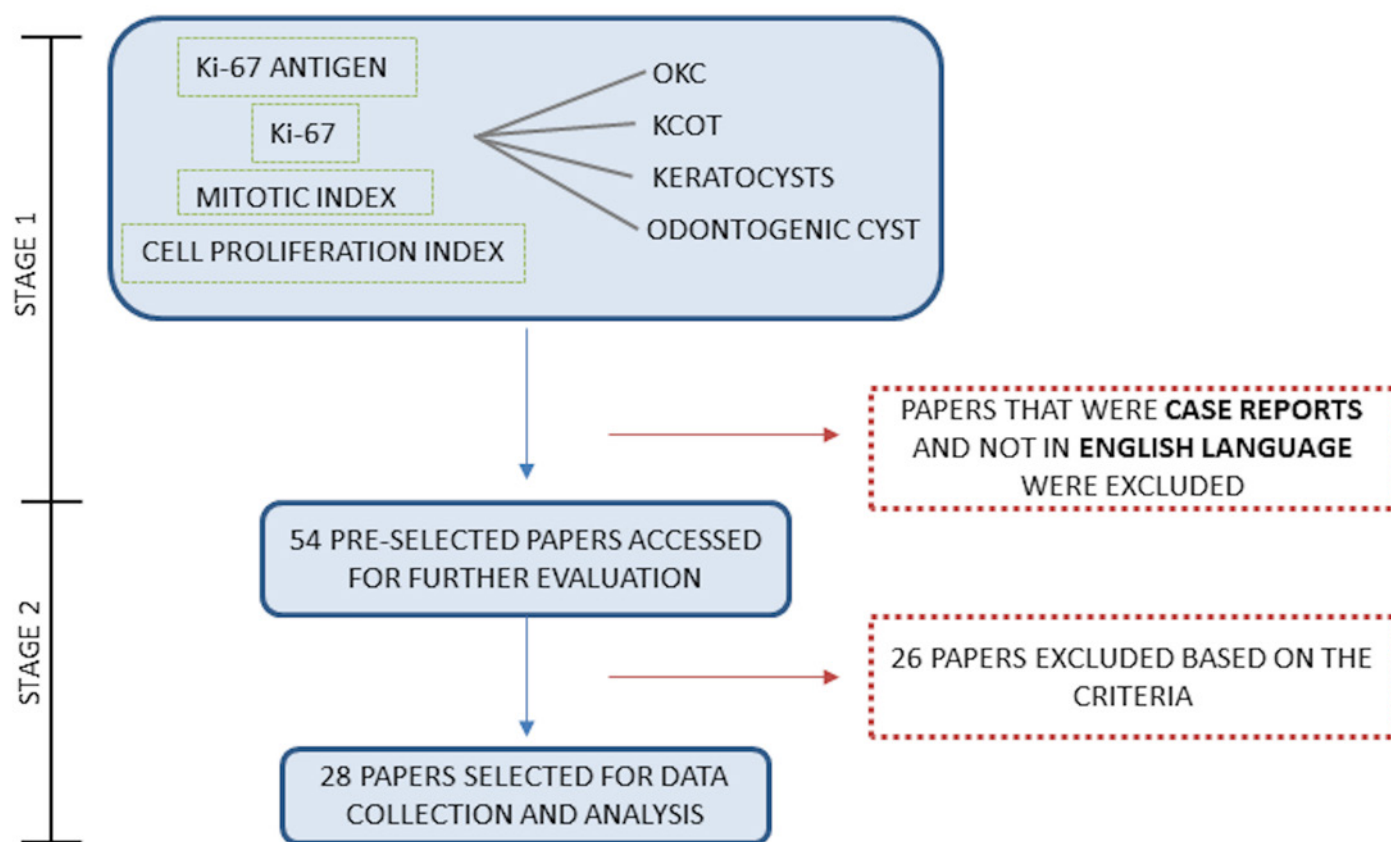 STAGE 1
Ki-67 ANTIGEN
Ki-67
MITOTIC INDEX
CELL PROLIFERATION INDEX
OKC
KCOT
KERATOCYSTS
ODONTOGENIC CYST
PAPERS THAT WERE CASE REPORTS
AND NOT IN ENGLISH LANGUAGE
WERE EXCLUDED
STAGE 2
54 PRE-SELECTED PAPERS ACCESSED
FOR FURTHER EVALUATION
26 PAPERS EXCLUDED BASED ON THE
CRITERIA
28 PAPERS SELECTED FOR DATA
COLLECTION AND ANALYSIS